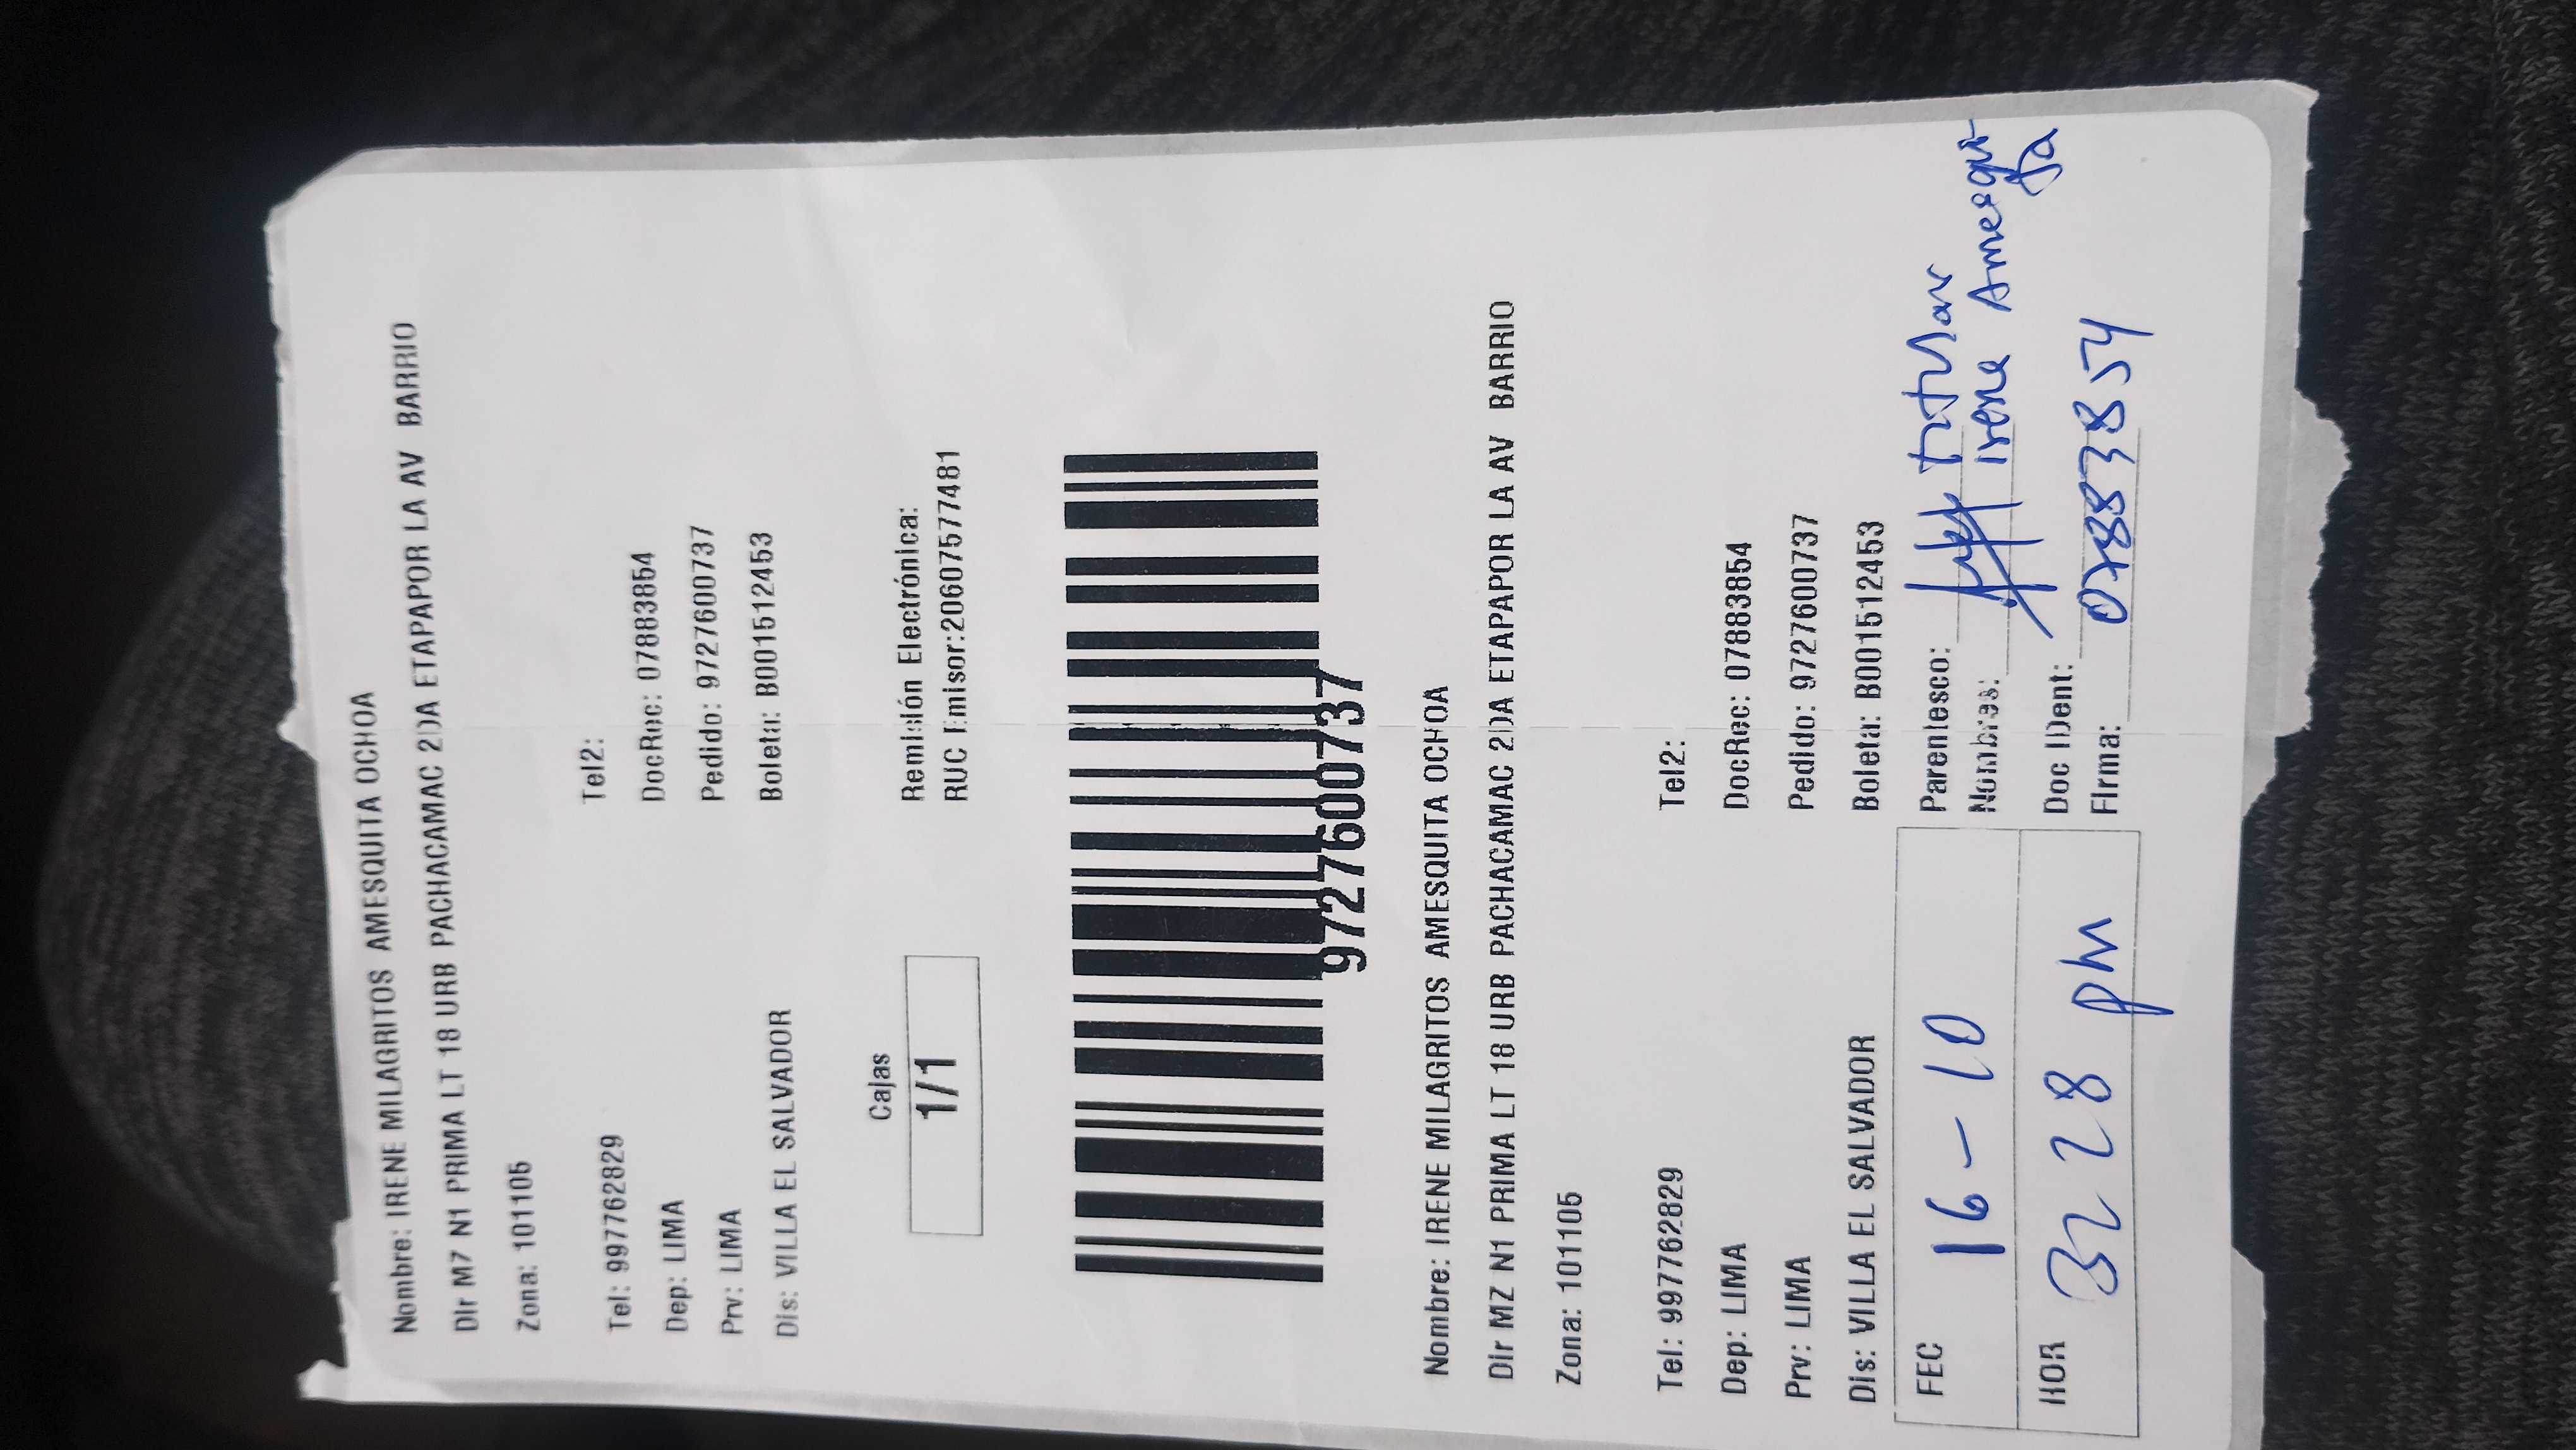 Nombre: IRENE MILAGRITOS AMESQUITA OCHOA
Dir MZ N1 PRIMA LT 18 URB PACHACAMAC 2DA ETAPAPOR LA AV BARRIO
Zona: 101105
Tel: 997762829 Tel2:
Dep: LIMA DocRec: 07883854
Prv: LIMA Pedido: 9727600737
Dis: VILLA EL SALVADOR Boleta: B001512453
Cajas
1/1
Remisión Electrónica:
RUC Emisor:20607577481
9727600737
Nombre: IRENE MILAGRITOS AMESQUITA OCHOA
Dir MZ N1 PRIMA LT 18 URB PACHACAMAC 2DA ETAPAPOR LA AV BARRIO
Zona: 101105
Tel: 997762829 Tel2:
Dep: LIMA DocRec: 07883854
Prv: LIMA Pedido: 9727600737
Dis: VILLA EL SALVADOR Boleta: B001512453
FEC 16-10
HOR 3 28 pm
Parentesco: titular
Nombres: irene Amesquita
Doc IDent: 07883854
Firma: